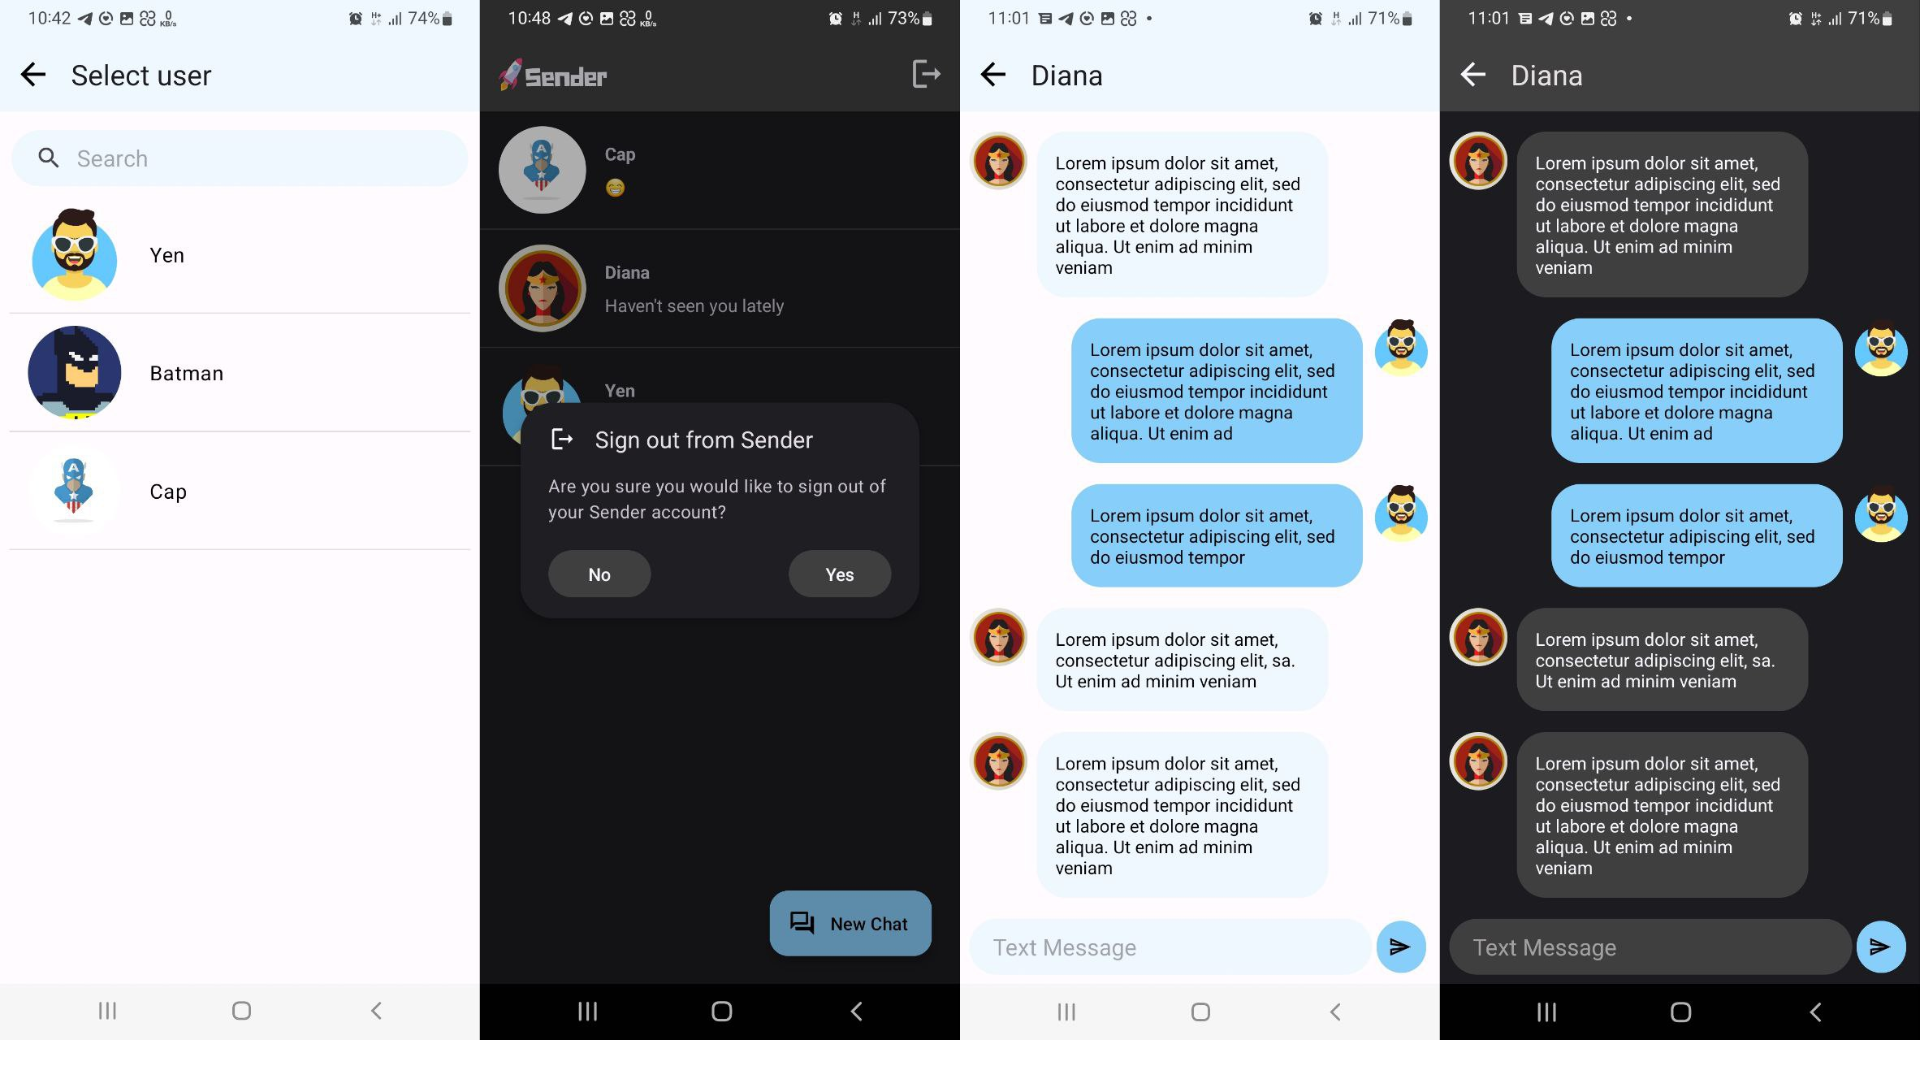 10:42
0
KB/s
H+
74%
Select user
Search
Yen
Batman
Cap
10:48
0
KB/s
H
73%
Sender
Cap
Diana
Haven't seen you lately
Yen
Sign out from Sender
Are you sure you would like to sign out of
your Sender account?
No
Yes
New Chat
11:01
H
71%
Diana
Lorem ipsum dolor sit amet,
consectetur adipiscing elit, sed
do eiusmod tempor incididunt
ut labore et dolore magna
aliqua. Ut enim ad minim
veniam
Lorem ipsum dolor sit amet,
consectetur adipiscing elit, sed
do eiusmod tempor incididunt
ut labore et dolore magna
aliqua. Ut enim ad
Lorem ipsum dolor sit amet,
consectetur adipiscing elit, sed
do eiusmod tempor
Lorem ipsum dolor sit amet,
consectetur adipiscing elit, sa.
Ut enim ad minim veniam
Lorem ipsum dolor sit amet,
consectetur adipiscing elit, sed
do eiusmod tempor incididunt
ut labore et dolore magna
aliqua. Ut enim ad minim
veniam
Text Message
11:01
H+
71%
Diana
Lorem ipsum dolor sit amet,
consectetur adipiscing elit, sed
do eiusmod tempor incididunt
ut labore et dolore magna
aliqua. Ut enim ad minim
veniam
Lorem ipsum dolor sit amet,
consectetur adipiscing elit, sed
do eiusmod tempor incididunt
ut labore et dolore magna
aliqua. Ut enim ad
Lorem ipsum dolor sit amet,
consectetur adipiscing elit, sed
do eiusmod tempor
Lorem ipsum dolor sit amet,
consectetur adipiscing elit, sa.
Ut enim ad minim veniam
Lorem ipsum dolor sit amet,
consectetur adipiscing elit, sed
do eiusmod tempor incididunt
ut labore et dolore magna
aliqua. Ut enim ad minim
veniam
Text Message